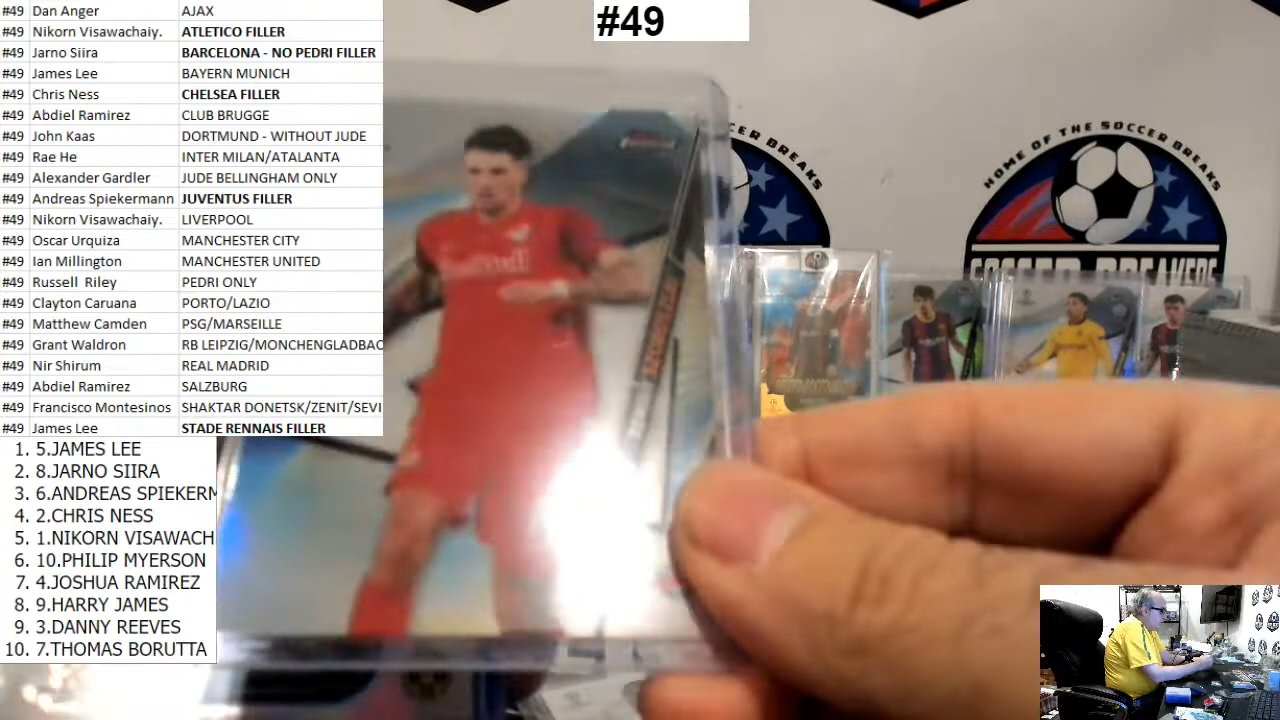 #49 Dan Anger AJAX
#49 Nikorn Visawachaiy. ATLETICO FILLER
#49 Jarno Siira BARCELONA - NO PEDRI FILLER
#49 James Lee BAYERN MUNICH
#49 Chris Ness CHELSEA FILLER
#49 Abdiel Ramirez CLUB BRUGGE
#49 John Kaas DORTMUND - WITHOUT JUDE
#49 Rae He INTER MILAN/ATALANTA
#49 Alexander Gardler JUDE BELLINGHAM ONLY
#49 Andreas Spiekermann JUVENTUS FILLER
#49 Nikorn Visawachaiy. LIVERPOOL
#49 Oscar Urquiza MANCHESTER CITY
#49 Ian Millington MANCHESTER UNITED
#49 Russell Riley PEDRI ONLY
#49 Clayton Caruana PORTO/LAZIO
#49 Matthew Camden PSG/MARSEILLE
#49 Grant Waldron RB LEIPZIG/MONCHENGLADBAC
#49 Nir Shirum REAL MADRID
#49 Abdiel Ramirez SALZBURG
#49 Francisco Montesinos SHAKTAR DONETSK/ZENIT/SEVI
#49 James Lee STADE RENNAIS FILLER
1. 5.JAMES LEE
2. 8.JARNO SIIRA
3. 6.ANDREAS SPIEKERM
4. 2.CHRIS NESS
5. 1.NIKORN VISAWACH
6. 10.PHILIP MYERSON
7. 4.JOSHUA RAMIREZ
8. 9.HARRY JAMES
9. 3.DANNY REEVES
10. 7.THOMAS BORUTTA
#49
CER BREAKS
HOME OF THE SOCCER BREAKS
SOCCER BREAKERS